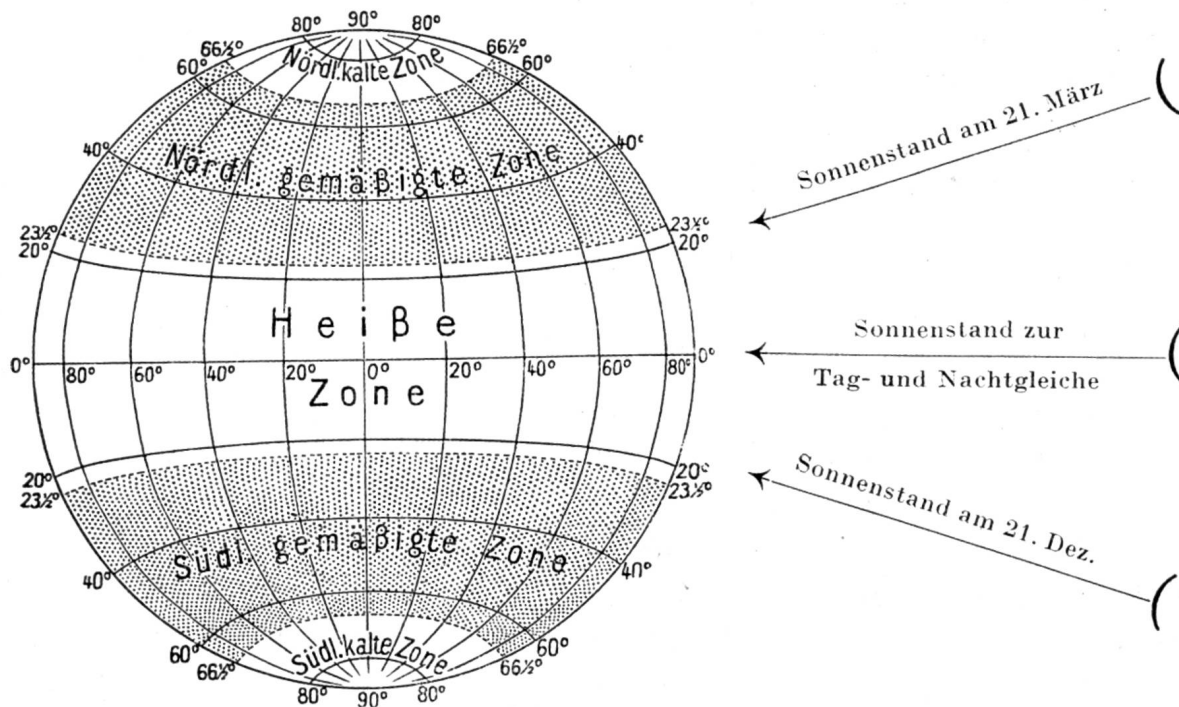 80° 90° 80°
66½° 66½°
60° 60°
Nördl. kalte Zone
40° 40°
Nördl. gemäßigte Zone
23½° 23½°
20° 20°
Heiße
0° 80° 60° 40° 20° 0° 20° 40° 60° 80° 0°
Zone
20° 20°
23½° 23½°
Südl. gemäßigte Zone
40° 40°
60° 60°
Südl. kalte Zone
66½° 66½°
80° 80°
90°
Sonnenstand am 21. März
Sonnenstand zur
Tag- und Nachtgleiche
Sonnenstand am 21. Dez.